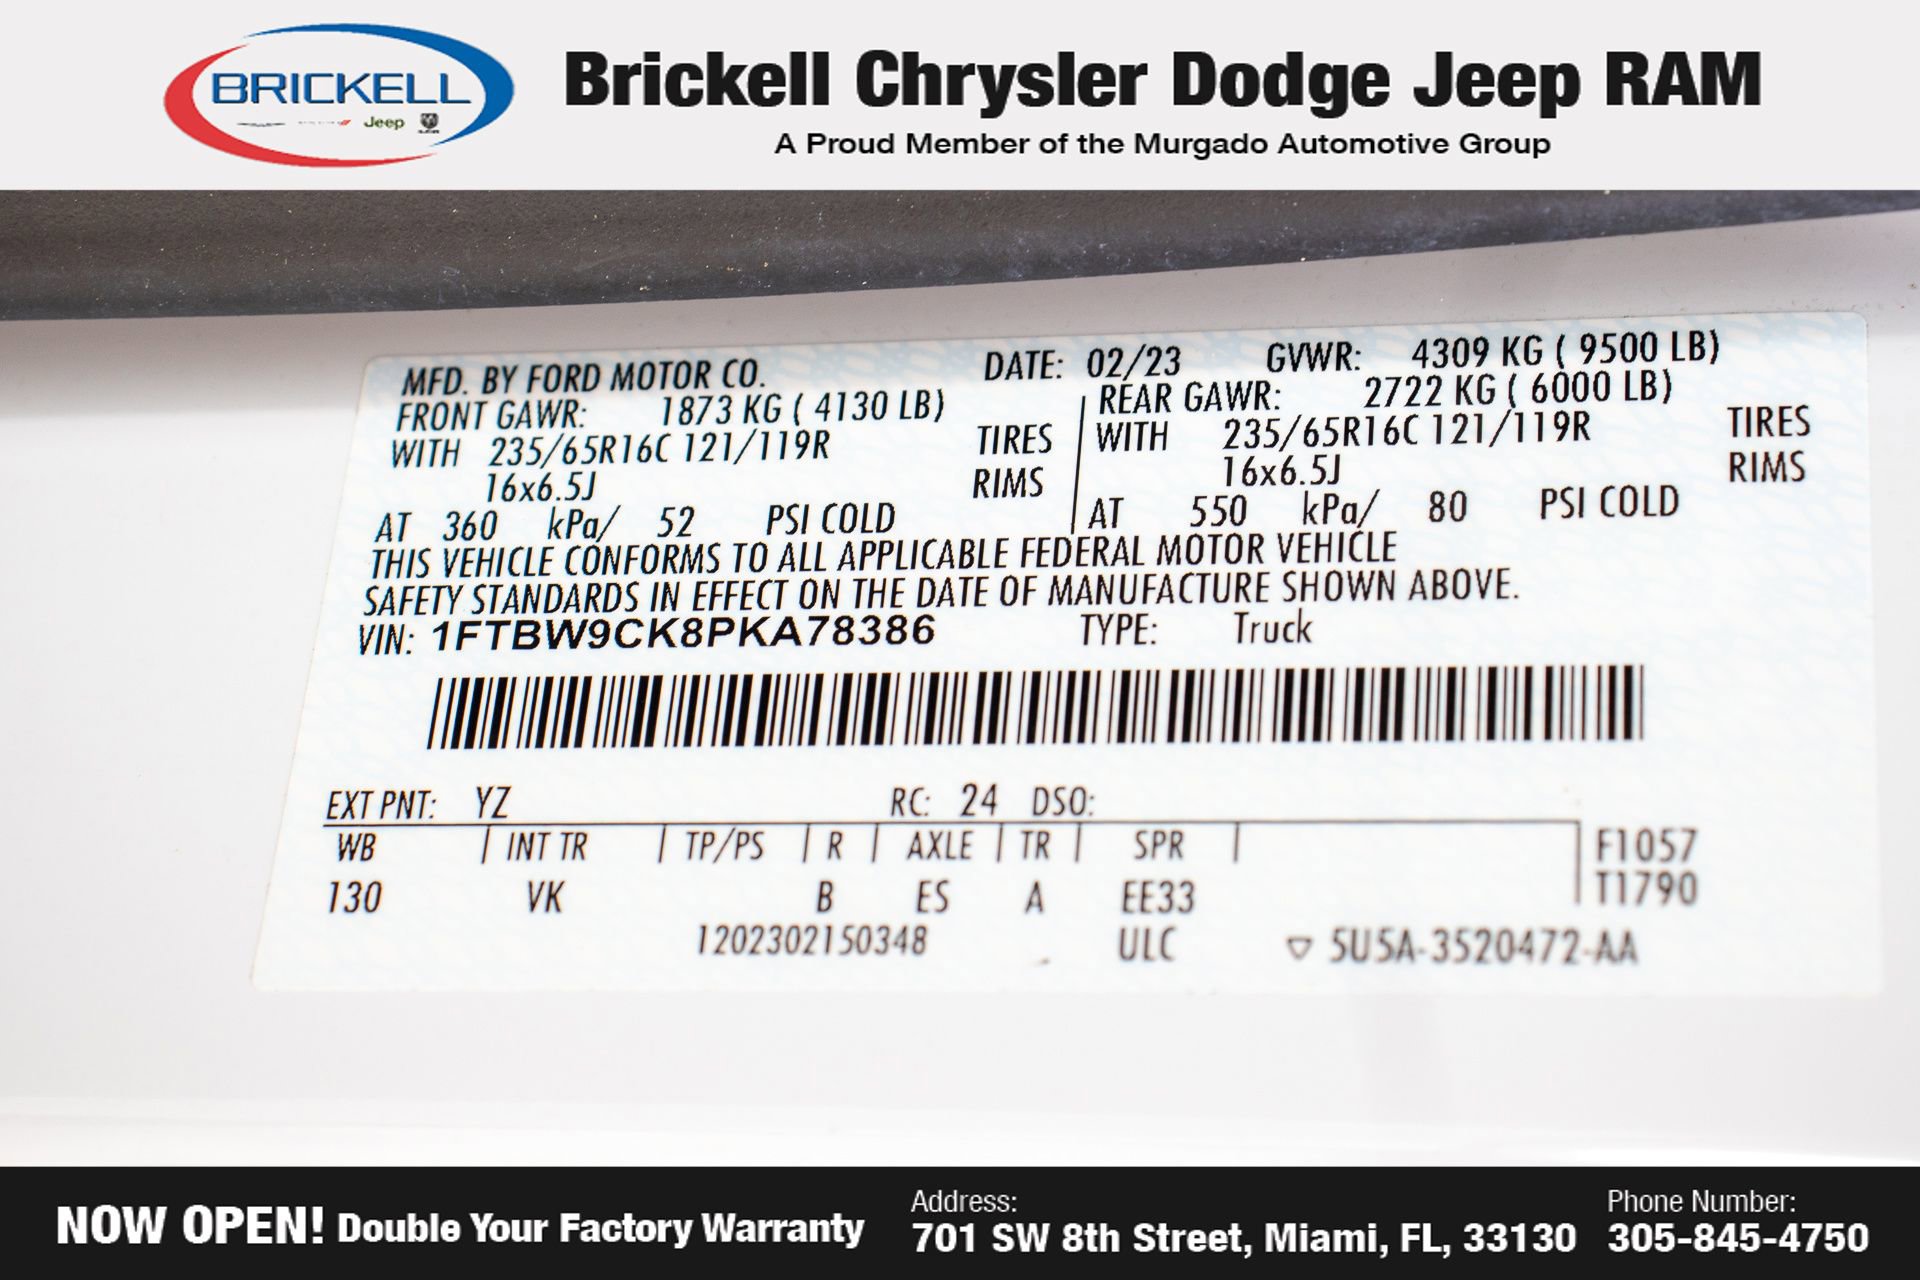 BRICKELL
Jeep
RAM
Brickell Chrysler Dodge Jeep RAM
A Proud Member of the Murgado Automotive Group
MFD. BY FORD MOTOR CO. DATE: 02/23 GVWR: 4309 KG ( 9500 LB)
FRONT GAWR: 1873 KG ( 4130 LB) REAR GAWR: 2722 KG ( 6000 LB)
WITH 235/65R16C 121/119R TIRES WITH 235/65R16C 121/119R TIRES
16x6.5J RIMS 16x6.5J RIMS
AT 360 kPa/ 52 PSI COLD AT 550 kPa/ 80 PSI COLD
THIS VEHICLE CONFORMS TO ALL APPLICABLE FEDERAL MOTOR VEHICLE
SAFETY STANDARDS IN EFFECT ON THE DATE OF MANUFACTURE SHOWN ABOVE.
VIN: 1FTBW9CK8PKA78386 TYPE: Truck
EXT PNT: YZ RC: 24 DSO:
WB INT TR TP/PS R AXLE TR SPR F1057
130 VK B ES A EE33 T1790
1202302150348 ULC ▽ 5U5A-3520472-AA
NOW OPEN! Double Your Factory Warranty
Address:
701 SW 8th Street, Miami, FL, 33130
Phone Number:
305-845-4750